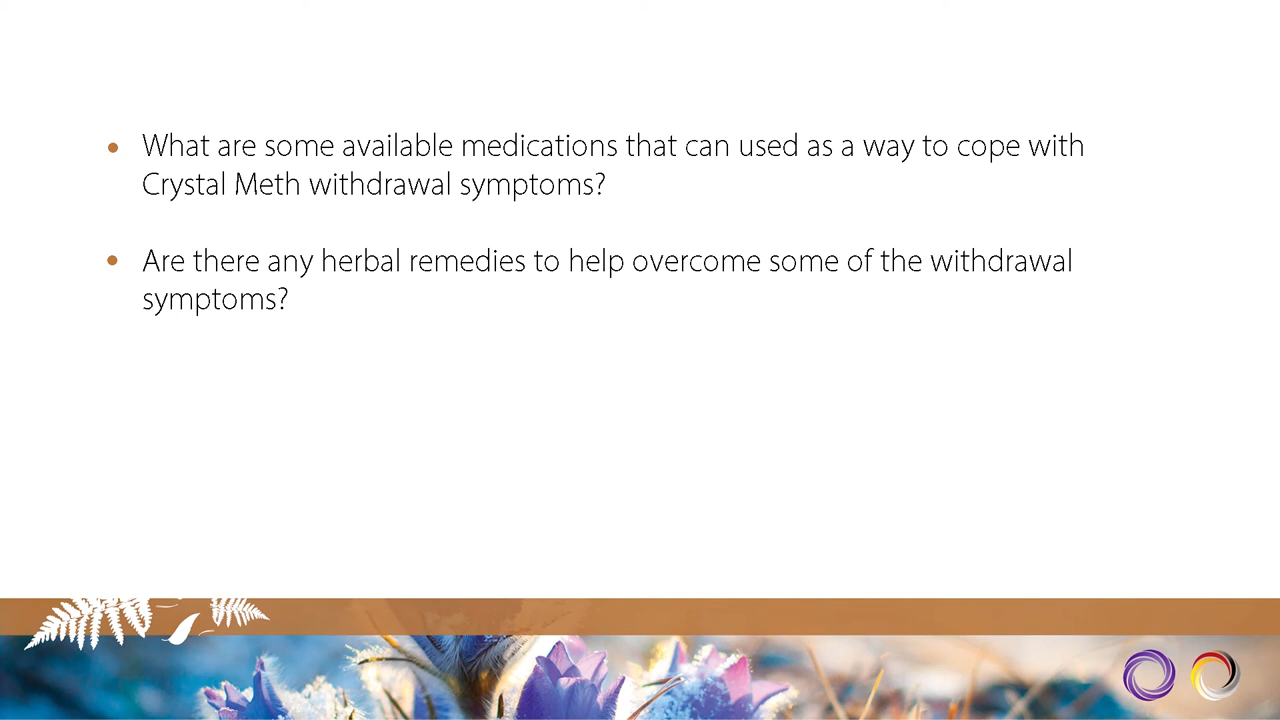 • What are some available medications that can used as a way to cope with
Crystal Meth withdrawal symptoms?
• Are there any herbal remedies to help overcome some of the withdrawal
symptoms?